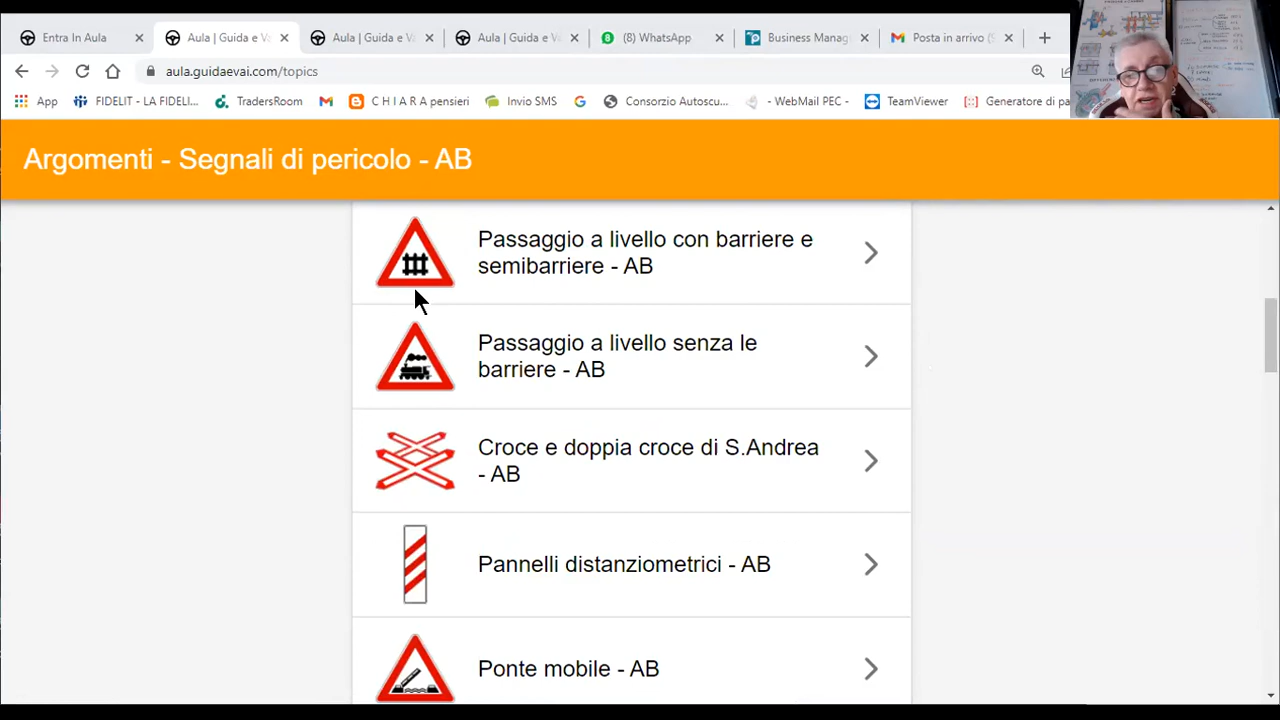 Entra In Aula
Aula | Guida e Va
Aula | Guida e V
Aula | Guida e V
(8) WhatsApp
Business Manag
Posta in arrivo (
aula.guidaevai.com/topics
App
FIDELIT - LA FIDELI...
TradersRoom
C H I A R A pensieri
Invio SMS
Consorzio Autoscu...
- WebMail PEC -
TeamViewer
Generatore di pa
Argomenti - Segnali di pericolo - AB
Passaggio a livello con barriere e
semibarriere - AB
Passaggio a livello senza le
barriere - AB
Croce e doppia croce di S.Andrea
- AB
Pannelli distanziometrici - AB
Ponte mobile - AB